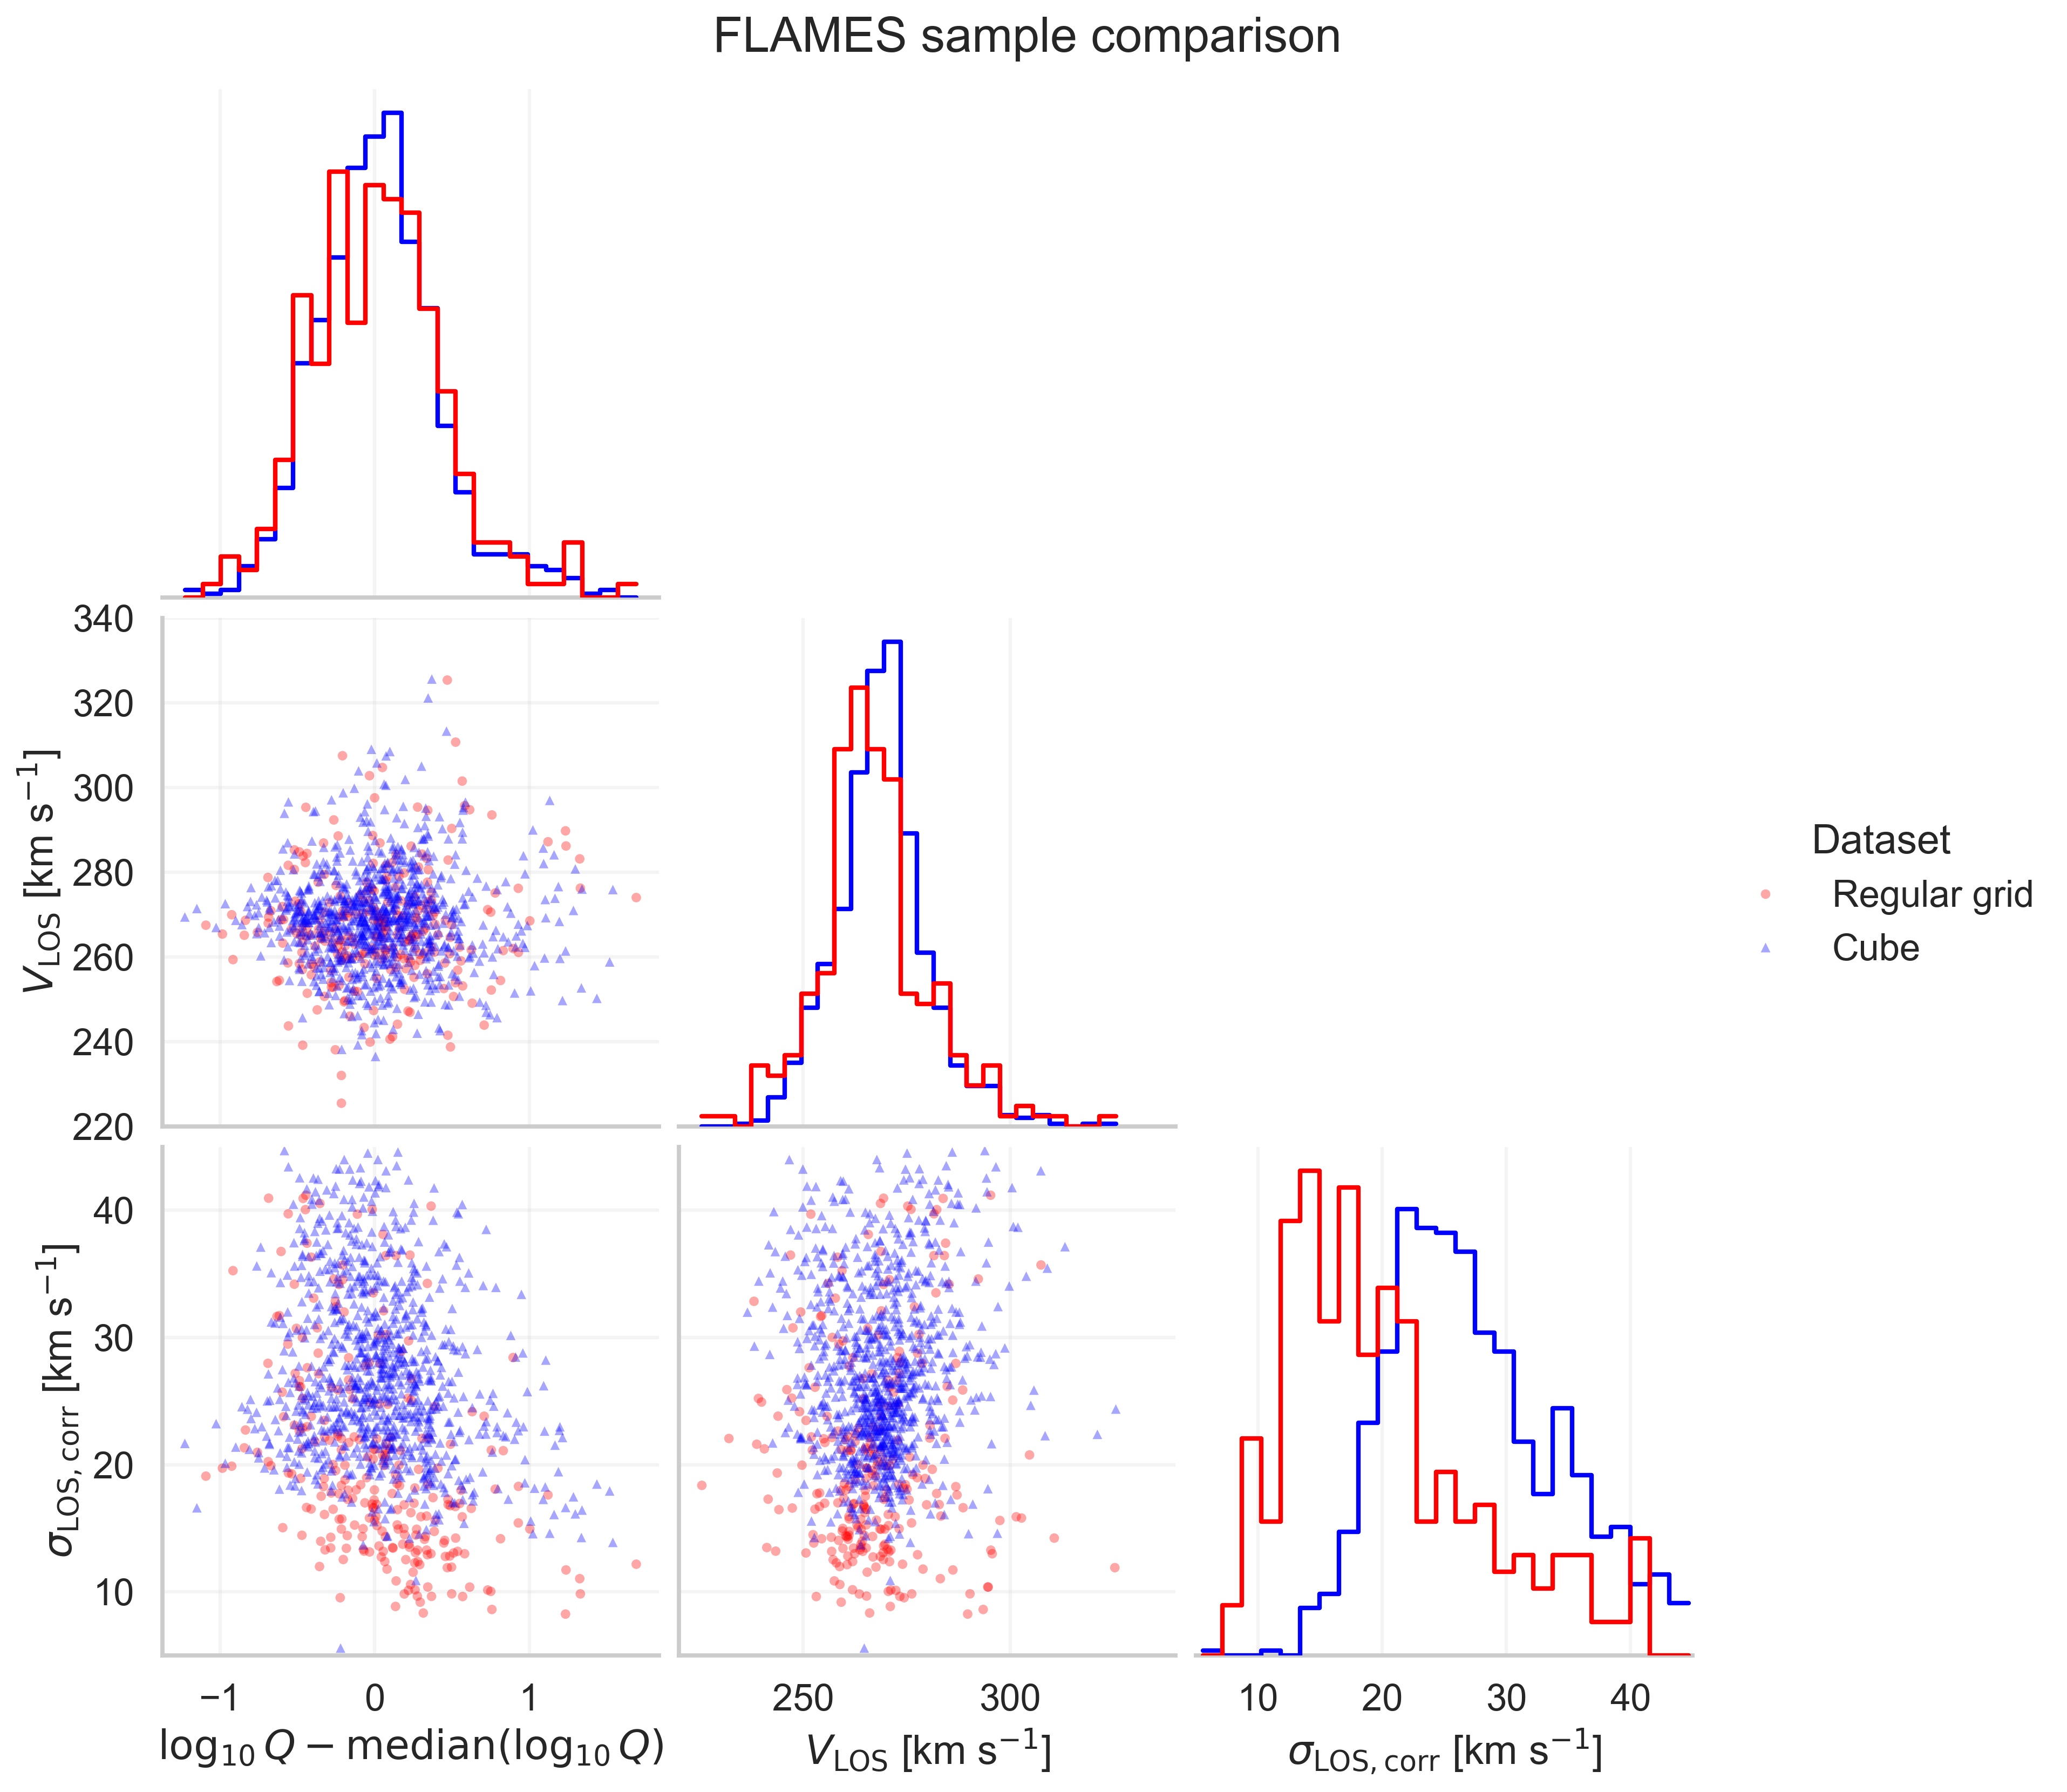 FLAMES sample comparison
340
320
300
280
260
240
220
V_LOS [km s⁻¹]
40
30
20
10
σ_LOS, corr [km s⁻¹]
−1 0 1
log₁₀ Q − median(log₁₀ Q)
250 300
V_LOS [km s⁻¹]
10 20 30 40
σ_LOS, corr [km s⁻¹]
Dataset
Regular grid
Cube